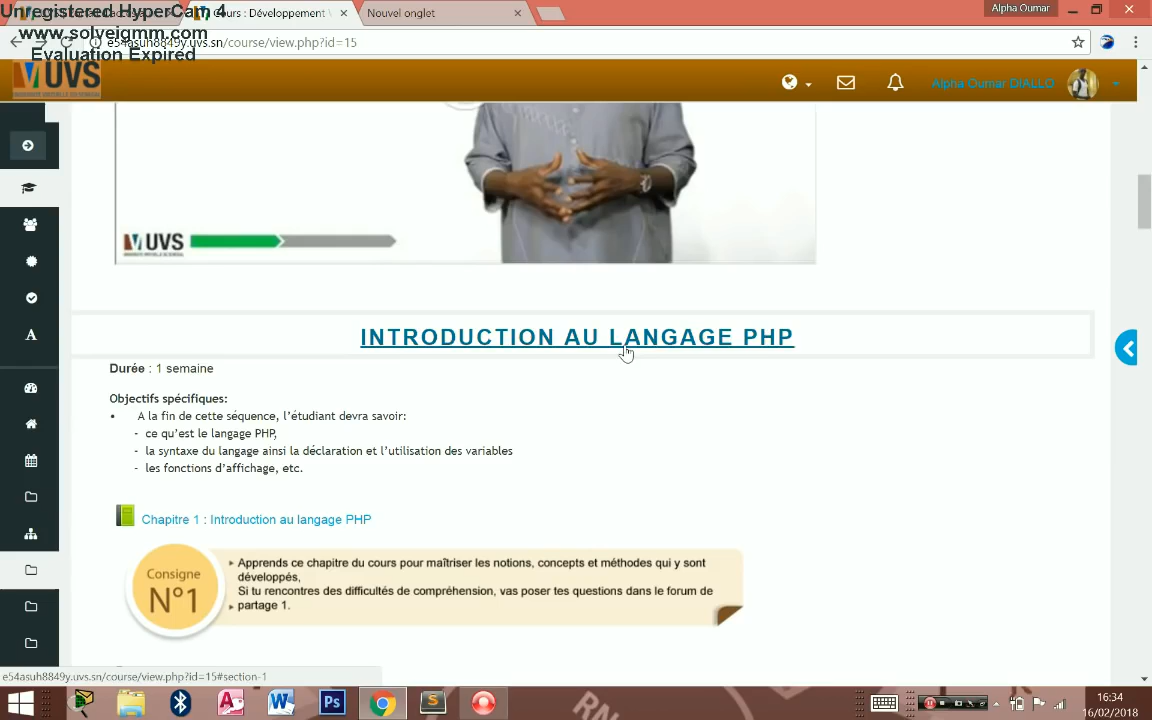 Unregistered HyperCam 4
www.solveigmm.com
Evaluation Expired
Cours : Développement
Nouvel onglet
Alpha Oumar
e54asuh8849y.uvs.sn/course/view.php?id=15
UVS
Alpha Oumar DIALLO
UVS
INTRODUCTION AU LANGAGE PHP
Durée : 1 semaine
Objectifs spécifiques:
• A la fin de cette séquence, l'étudiant devra savoir:
- ce qu'est le langage PHP,
- la syntaxe du langage ainsi la déclaration et l'utilisation des variables
- les fonctions d'affichage, etc.
Chapitre 1 : Introduction au langage PHP
Consigne
N°1
Apprends ce chapitre du cours pour maîtriser les notions, concepts et méthodes qui y sont
développés,
Si tu rencontres des difficultés de compréhension, vas poser tes questions dans le forum de
partage 1.
e54asuh8849y.uvs.sn/course/view.php?id=15#section-1
16:34
16/02/2018